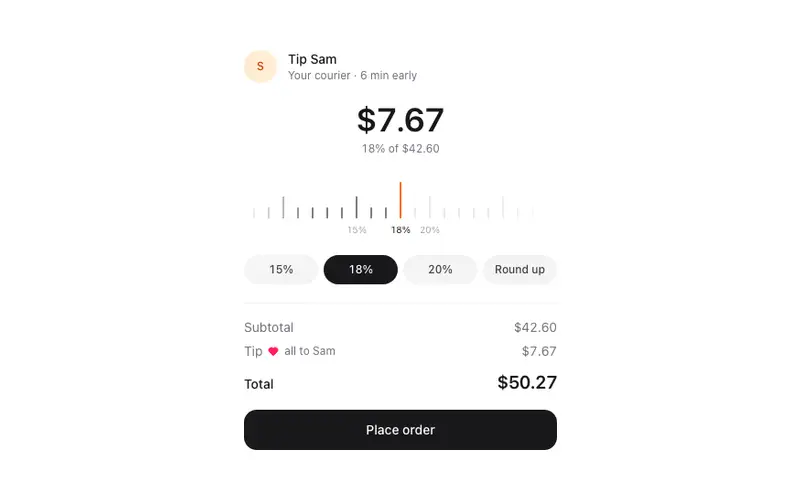 S
Tip Sam
Your courier · 6 min early
$7.67
18% of $42.60
15% 18% 20%
15% 18% 20% Round up
Subtotal $42.60
Tip all to Sam $7.67
Total $50.27
Place order